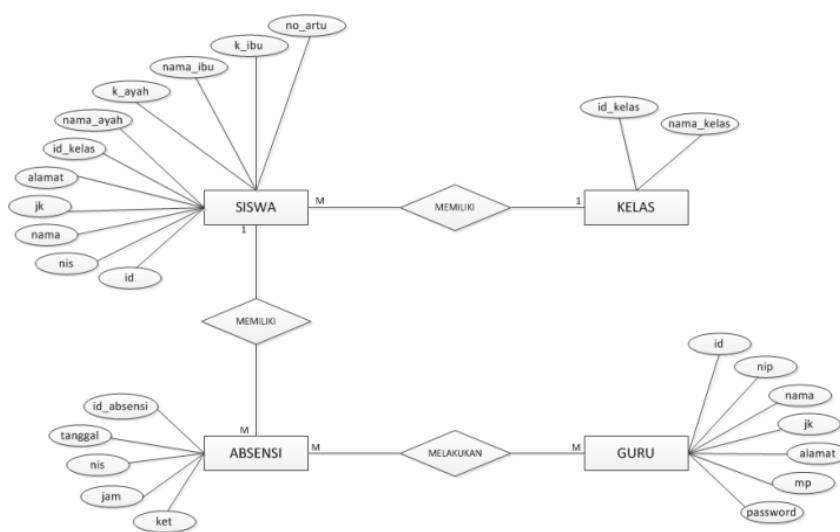 no_artu
k_ibu
nama_ibu
k_ayah
nama_ayah
id_kelas
alamat
jk
nama
nis
id
SISWA
M
MEMILIKI
1
KELAS
id_kelas
nama_kelas
1
MEMILIKI
M
id_absensi
tanggal
nis
jam
ket
ABSENSI
M
MELAKUKAN
M
GURU
id
nip
nama
jk
alamat
mp
password